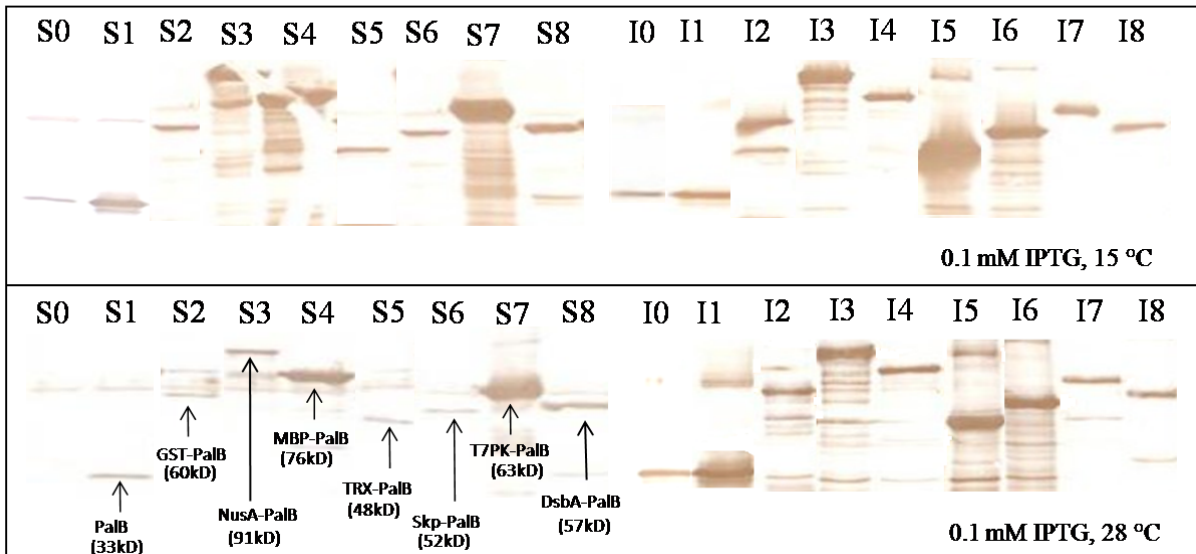 S0 S1 S2 S3 S4 S5 S6 S7 S8 I0 I1 I2 I3 I4 I5 I6 I7 I8
0.1 mM IPTG, 15 °C
S0 S1 S2 S3 S4 S5 S6 S7 S8 I0 I1 I2 I3 I4 I5 I6 I7 I8
PalB
(33kD)
GST-PalB
(60kD)
NusA-PalB
(91kD)
MBP-PalB
(76kD)
TRX-PalB
(48kD)
Skp-PalB
(52kD)
T7PK-PalB
(63kD)
DsbA-PalB
(57kD)
0.1 mM IPTG, 28 °C